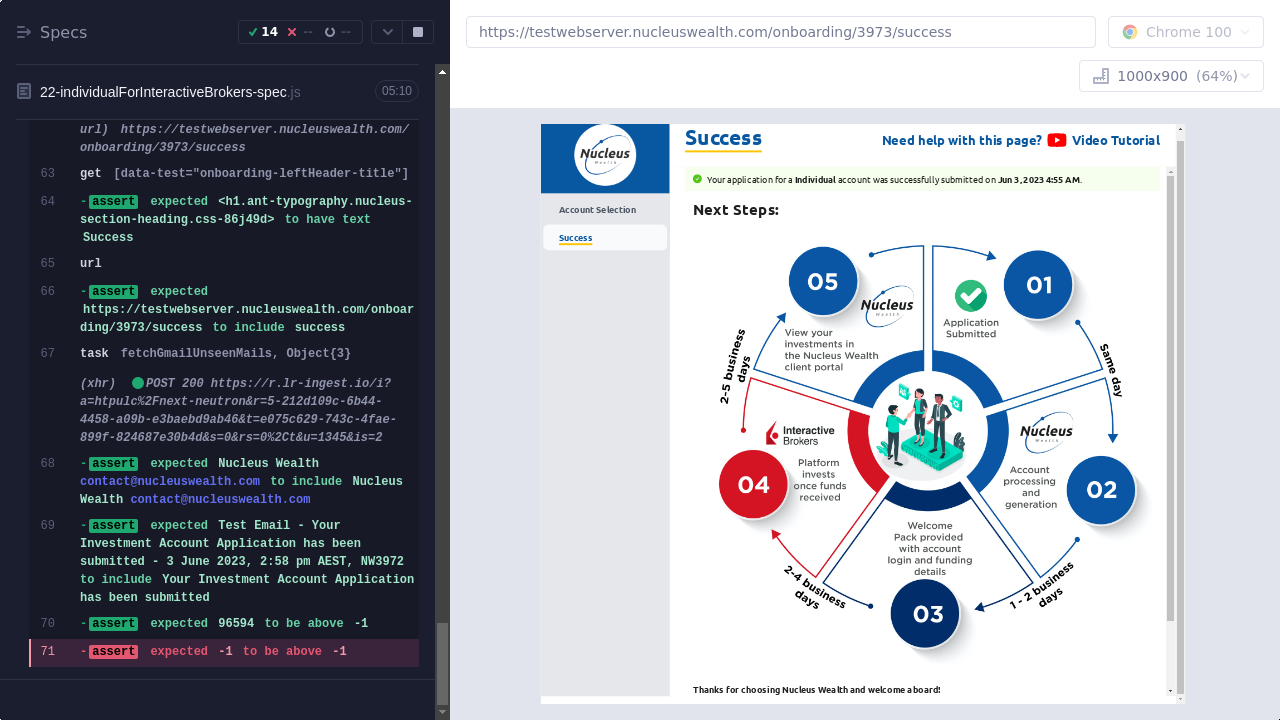 Specs
14
--
--
22-individualForInteractiveBrokers-spec.js
05:10
url) https://testwebserver.nucleuswealth.com/
onboarding/3973/success
63 get [data-test="onboarding-leftHeader-title"]
64 -assert expected <h1.ant-typography.nucleus-
section-heading.css-86j49d> to have text
Success
65 url
66 -assert expected
https://testwebserver.nucleuswealth.com/onboar
ding/3973/success to include success
67 task fetchGmailUnseenMails, Object{3}
(xhr) POST 200 https://r.lr-ingest.io/i?
a=htpulc%2Fnext-neutron&r=5-212d109c-6b44-
4458-a09b-e3baeb69ab0a&t=e075c629-743c-4fae-
899f-824687e30b4d&s=0&rs=0%2Ct&u=1345&is=2
68 -assert expected Nucleus Wealth
contact@nucleuswealth.com to include Nucleus
Wealth contact@nucleuswealth.com
69 -assert expected Test Email - Your
Investment Account Application has been
submitted - 3 June 2023, 2:58 pm AEST, NW3972
to include Your Investment Account Application
has been submitted
70 -assert expected 96594 to be above -1
71 -assert expected -1 to be above -1
https://testwebserver.nucleuswealth.com/onboarding/3973/success
Chrome 100
1000x900 (64%)
Nucleus
Wealth
Account Selection
Success
Success
Need help with this page? Video Tutorial
Your application for a Individual account was successfully submitted on Jun 3, 2023 4:55 AM.
Next Steps:
01
Application
Submitted
Same day
02
Nucleus
Wealth
Account
processing
and
generation
1 - 2 business
days
03
Welcome
Pack provided
with account
login and funding
details
2-4 business
days
04
Interactive
Brokers
Platform
invests
once funds
received
2-5 business
days
05
Nucleus
Wealth
View your
investments in
the Nucleus Wealth
client portal
Thanks for choosing Nucleus Wealth and welcome aboard!